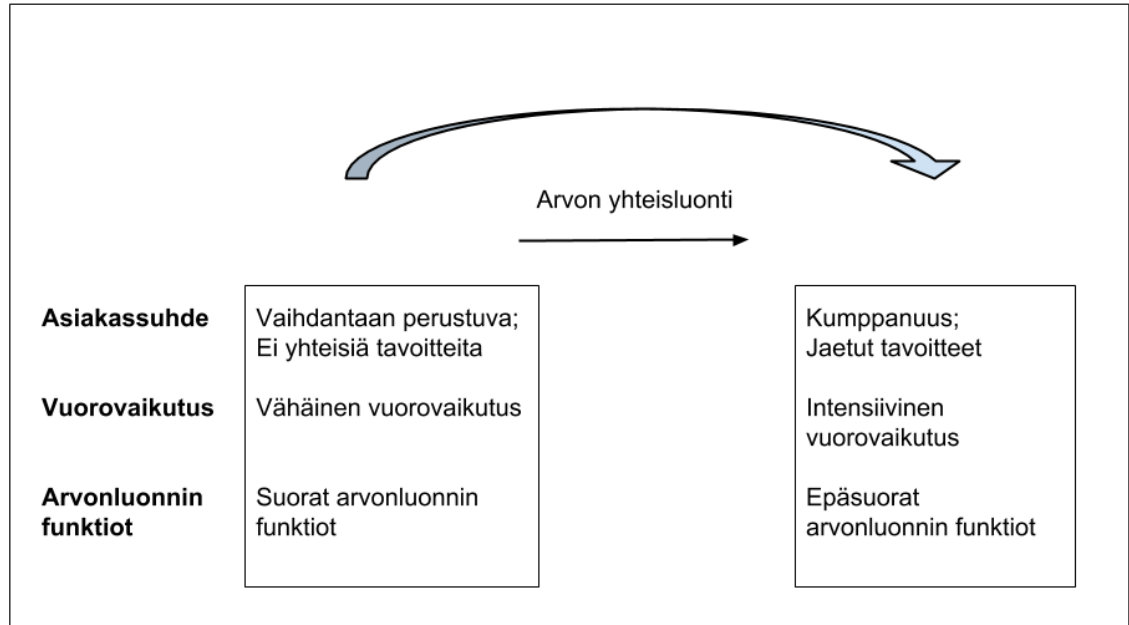 Arvon yhteisluonti
Asiakassuhde
Vaihdantaan perustuva;
Ei yhteisiä tavoitteita
Kumppanuus;
Jaetut tavoitteet
Vuorovaikutus
Vähäinen vuorovaikutus
Intensiivinen
vuorovaikutus
Arvonluonnin
funktiot
Suorat arvonluonnin
funktiot
Epäsuorat
arvonluonnin funktiot